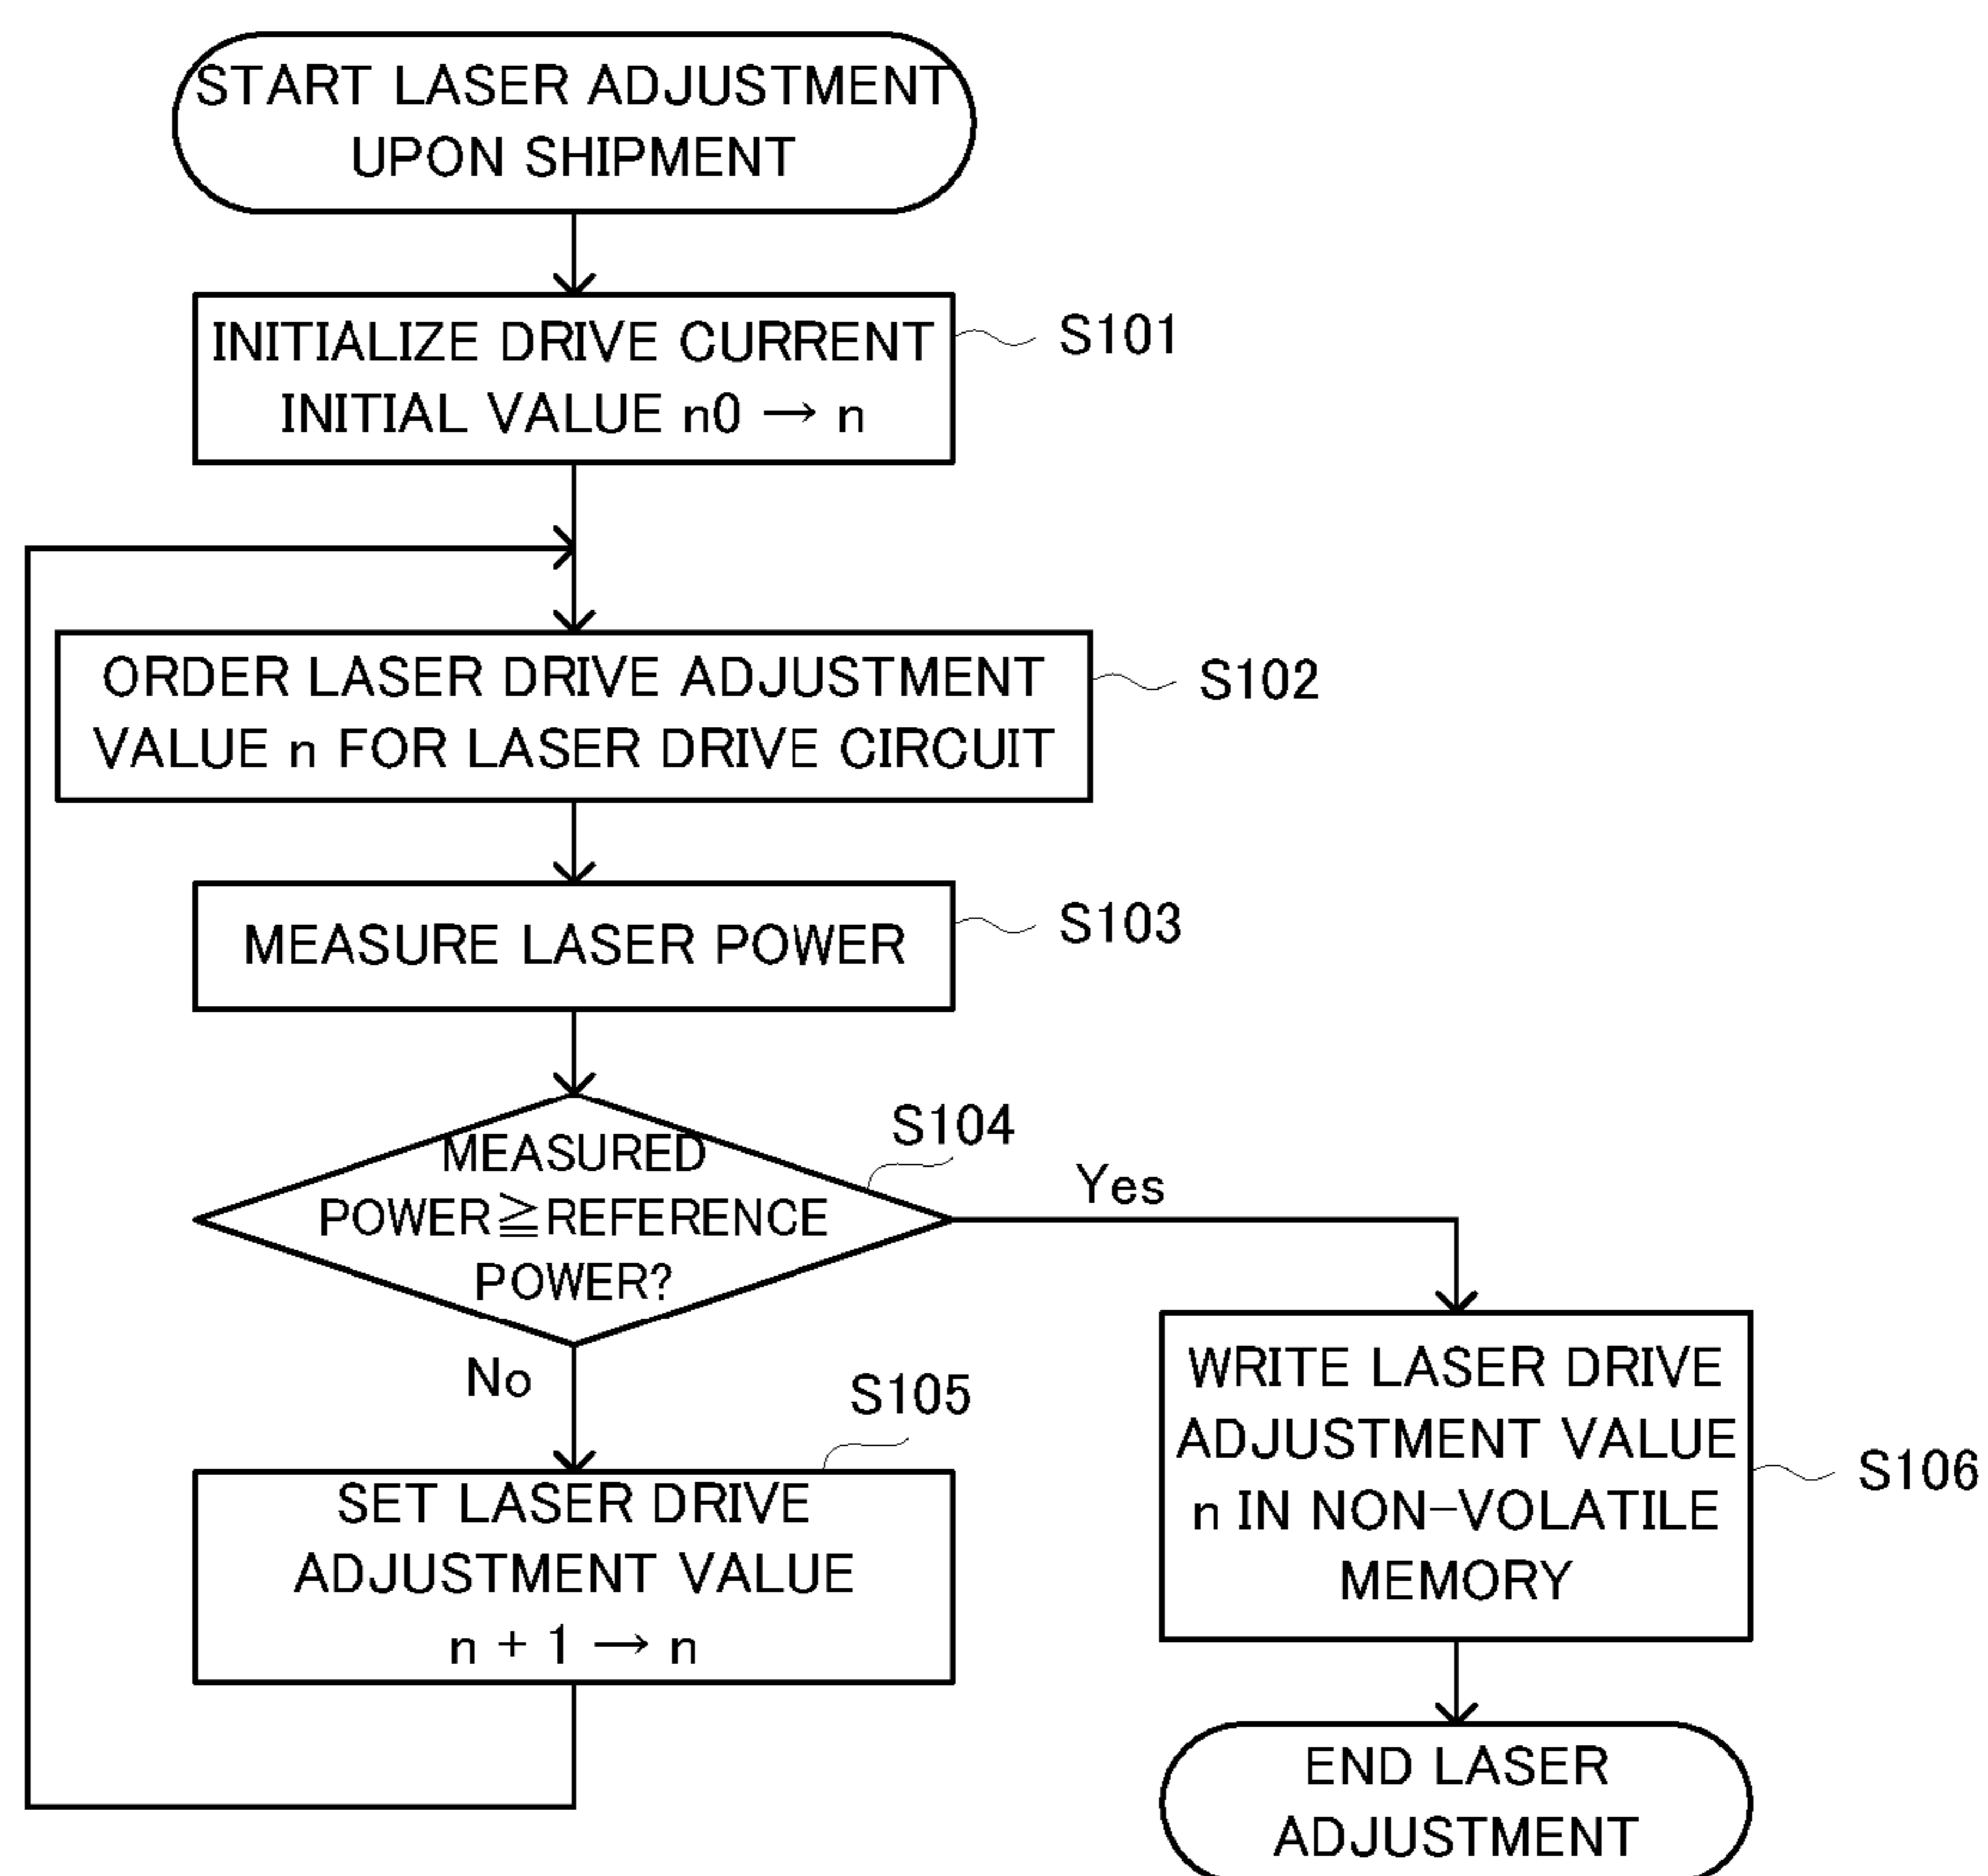 START LASER ADJUSTMENT
UPON SHIPMENT
INITIALIZE DRIVE CURRENT
INITIAL VALUE n0 → n
S101
ORDER LASER DRIVE ADJUSTMENT
VALUE n FOR LASER DRIVE CIRCUIT
S102
MEASURE LASER POWER
S103
MEASURED
POWER≧REFERENCE
POWER?
S104
Yes
No
SET LASER DRIVE
ADJUSTMENT VALUE
n + 1 → n
S105
WRITE LASER DRIVE
ADJUSTMENT VALUE
n IN NON-VOLATILE
MEMORY
S106
END LASER
ADJUSTMENT